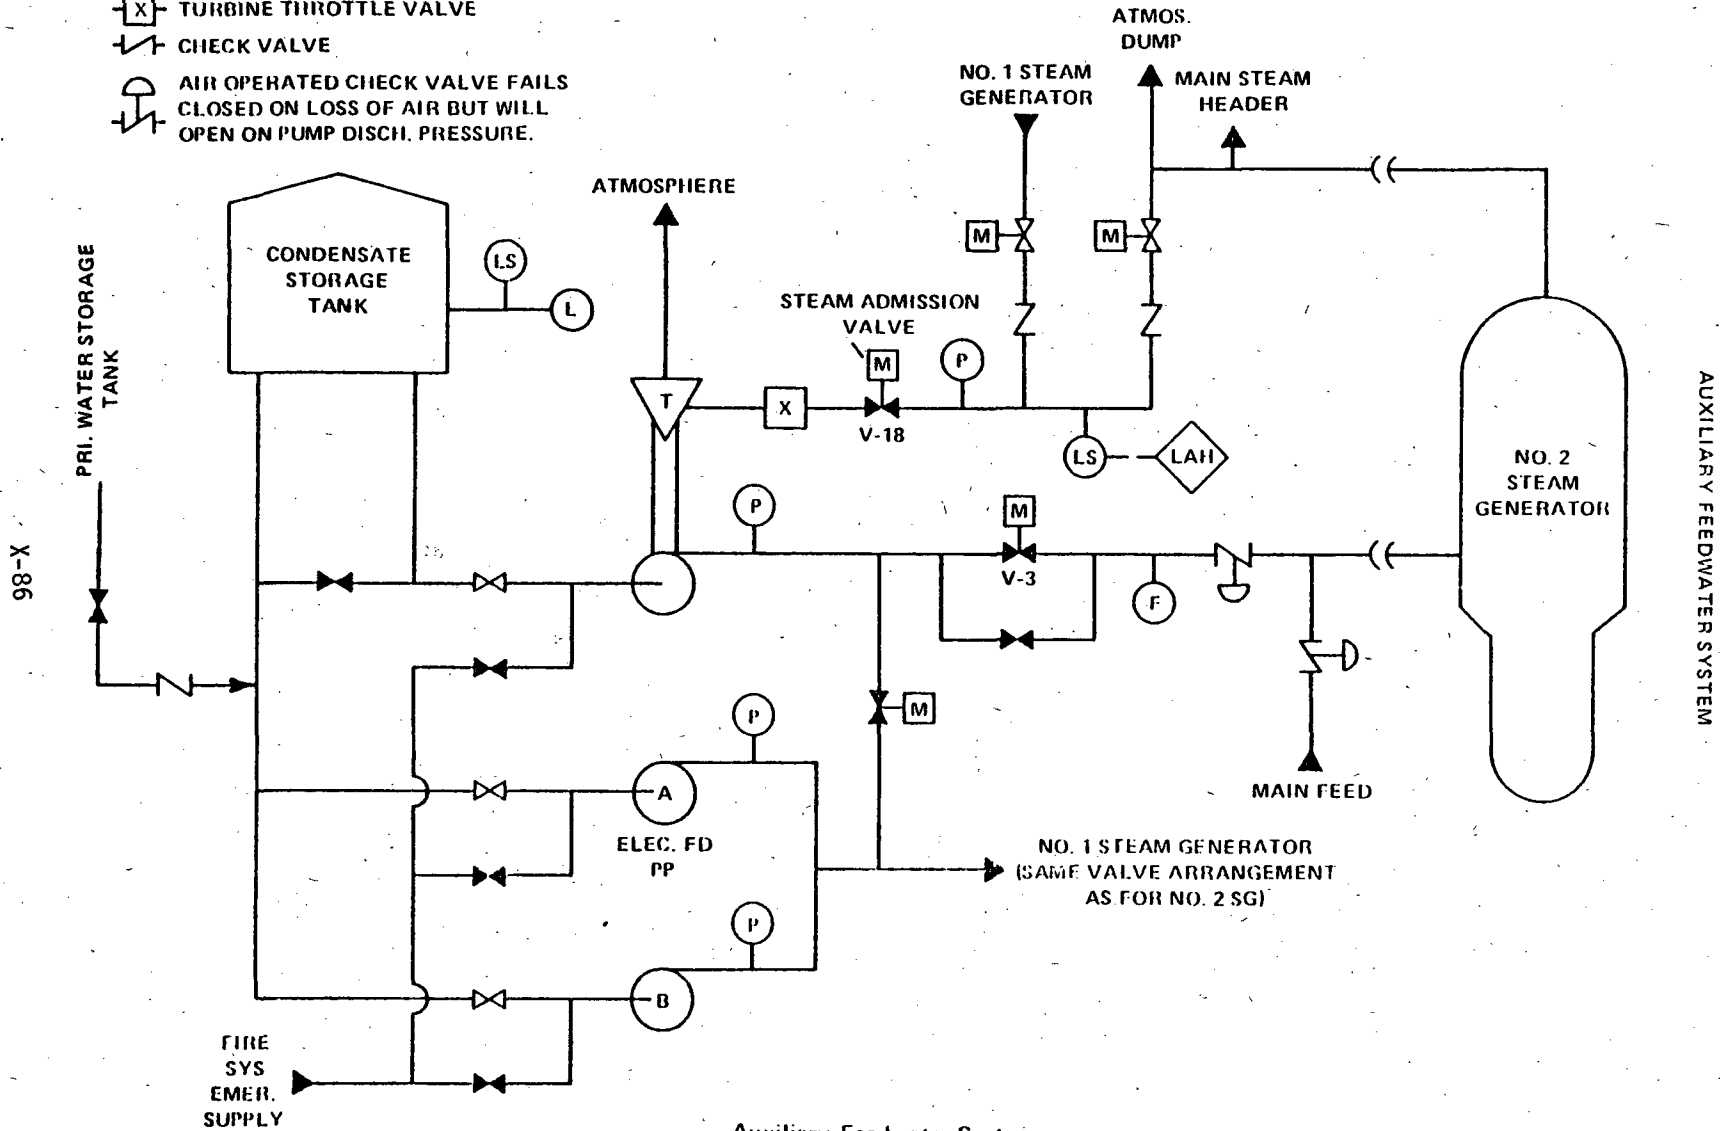 X
TURBINE THROTTLE VALVE
CHECK VALVE
AIR OPERATED CHECK VALVE FAILS
CLOSED ON LOSS OF AIR BUT WILL
OPEN ON PUMP DISCH. PRESSURE.
ATMOS.
DUMP
NO. 1 STEAM
GENERATOR
MAIN STEAM
HEADER
ATMOSPHERE
CONDENSATE
STORAGE
TANK
LS
L
PRI. WATER STORAGE
TANK
M
M
STEAM ADMISSION
VALVE
M
P
T
X
V-18
LS
LAH
NO. 2
STEAM
GENERATOR
AUXILIARY FEEDWATER SYSTEM
X-86
P
M
V-3
F
M
P
A
ELEC. FD
PP
MAIN FEED
NO. 1 STEAM GENERATOR
(SAME VALVE ARRANGEMENT
AS FOR NO. 2 SG)
P
B
FIRE
SYS
EMER.
SUPPLY